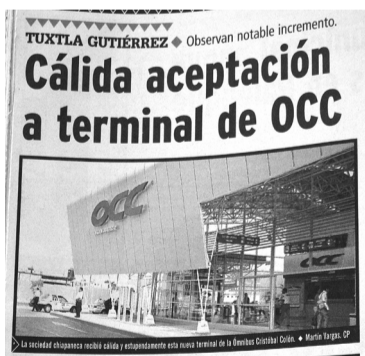 TUXTLA GUTIÉRREZ ◆ Observan notable incremento.
Cálida aceptación
a terminal de OCC
OCC
OCC
La sociedad chiapaneca recibió cálida y estupendamente esta nueva terminal de la Ómnibus Cristóbal Colón. ◆ Martín Vargas. CP